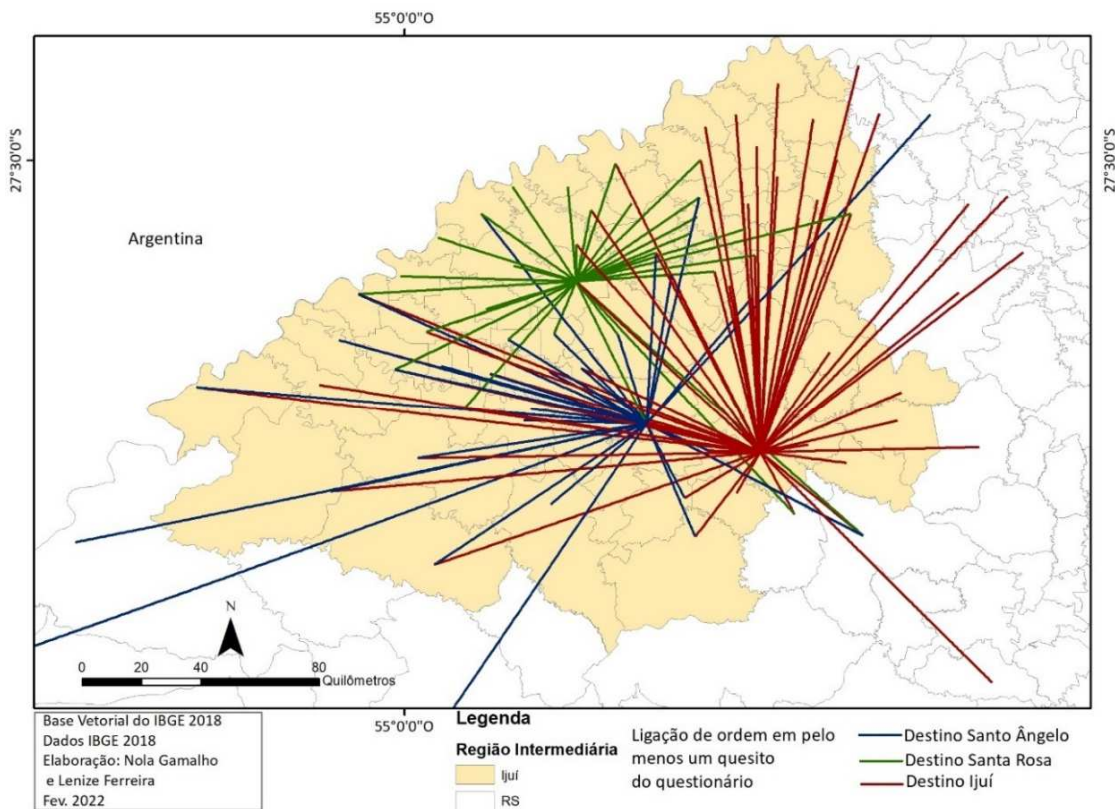 55°0'0"O
27°30'0"S
27°30'0"S
Argentina
N
0 20 40 80
Quilômetros
55°0'0"O
Base Vetorial do IBGE 2018
Dados IBGE 2018
Elaboração: Nola Gamalho
e Lenize Ferreira
Fev. 2022
Legenda
Região Intermediária
Ijuí
RS
Ligação de ordem em pelo
menos um quesito
do questionário
Destino Santo Ângelo
Destino Santa Rosa
Destino Ijuí